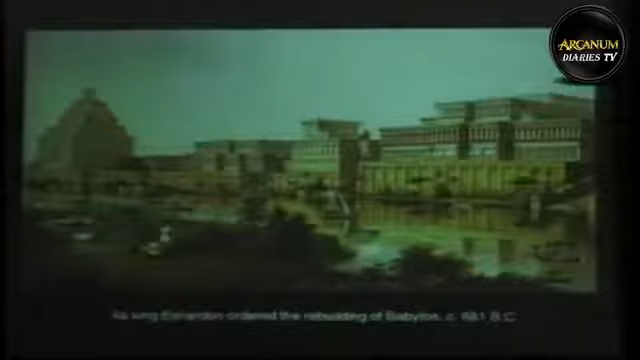 ARCANUM
DIARIES TV
As king ordered the rebuilding of Babylon, c. 681 B.C.